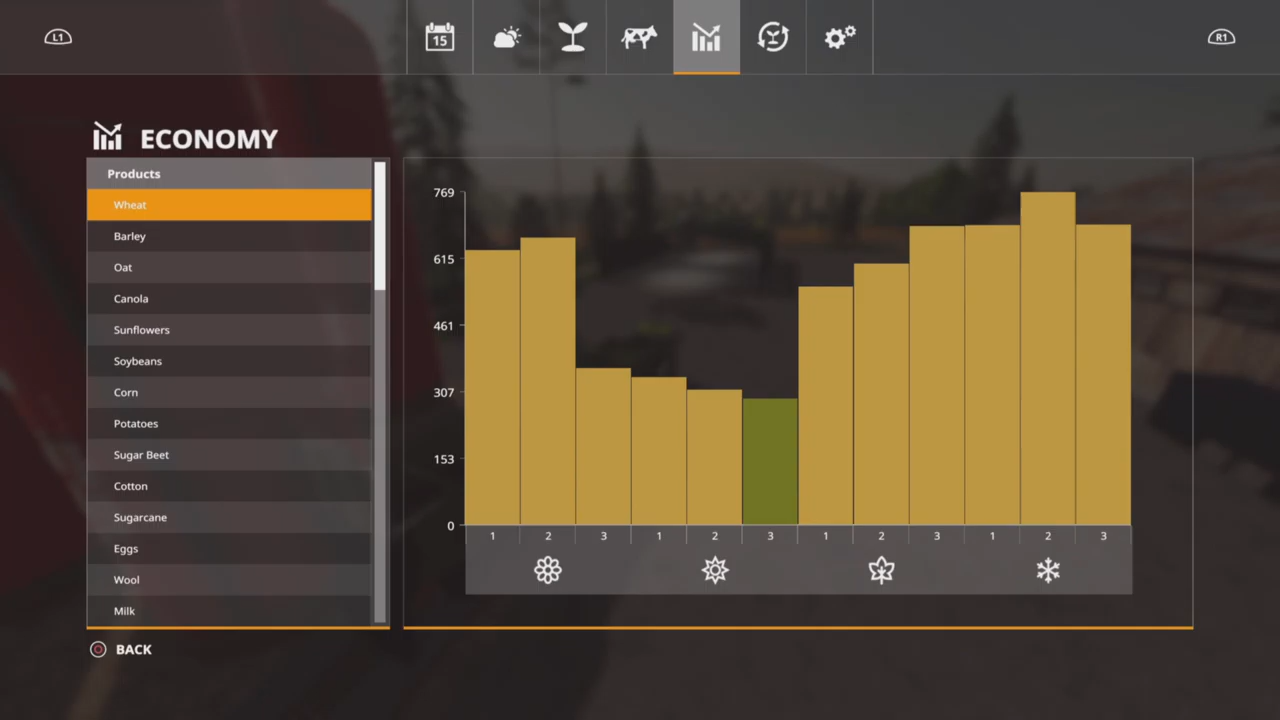 L1
15
R1
ECONOMY
Products
Wheat
Barley
Oat
Canola
Sunflowers
Soybeans
Corn
Potatoes
Sugar Beet
Cotton
Sugarcane
Eggs
Wool
Milk
769
615
461
307
153
0
1 2 3 1 2 3 1 2 3 1 2 3
BACK